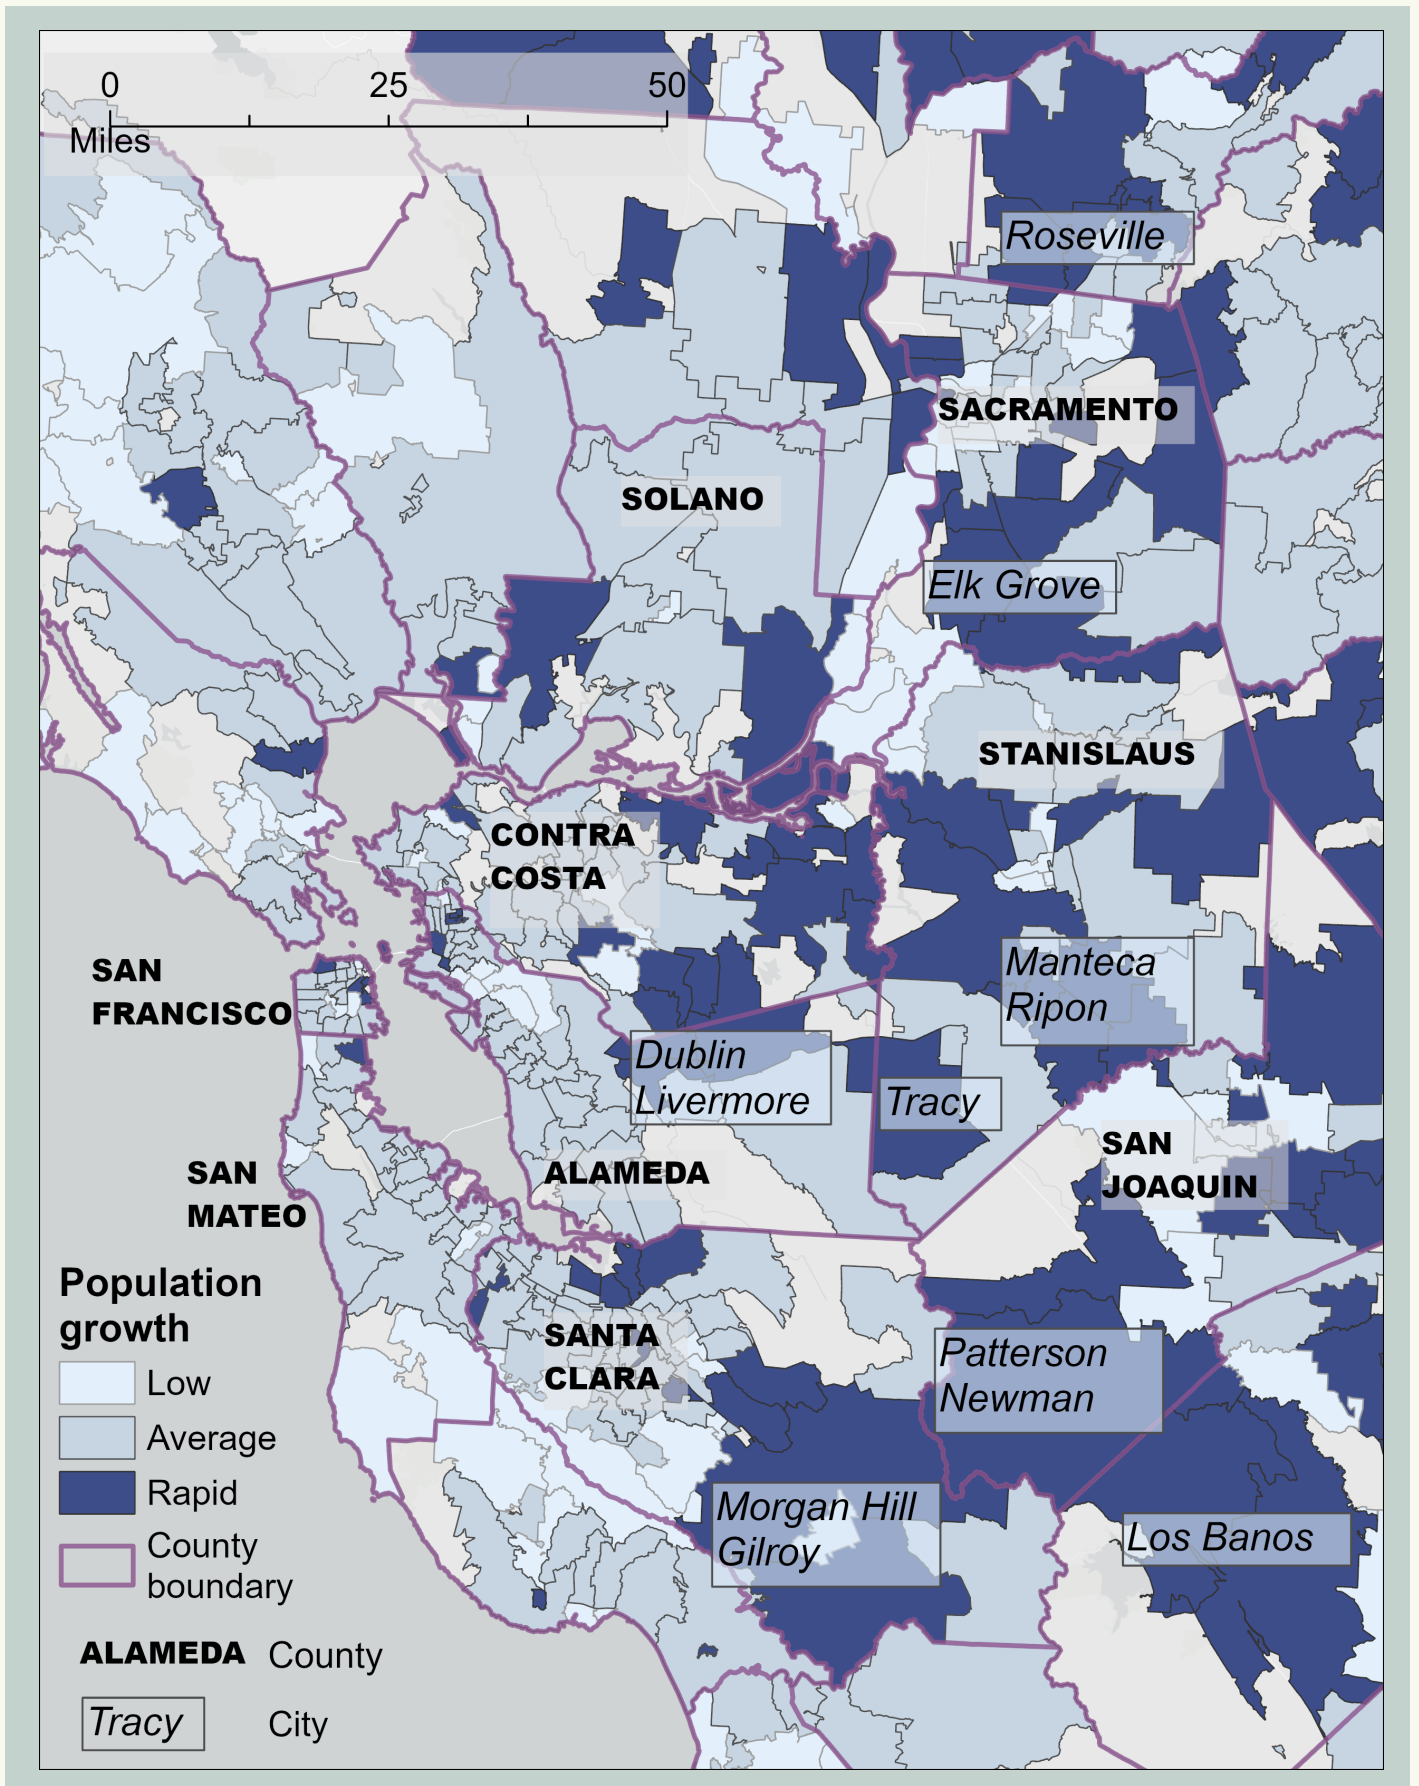 0 25 50
Miles
Roseville
SACRAMENTO
SOLANO
Elk Grove
STANISLAUS
CONTRA
COSTA
SAN
FRANCISCO
Manteca
Ripon
Dublin
Livermore
Tracy
SAN
JOAQUIN
ALAMEDA
SAN
MATEO
SANTA
CLARA
Patterson
Newman
Morgan Hill
Gilroy
Los Banos
Population
growth
Low
Average
Rapid
County
boundary
ALAMEDA County
Tracy City